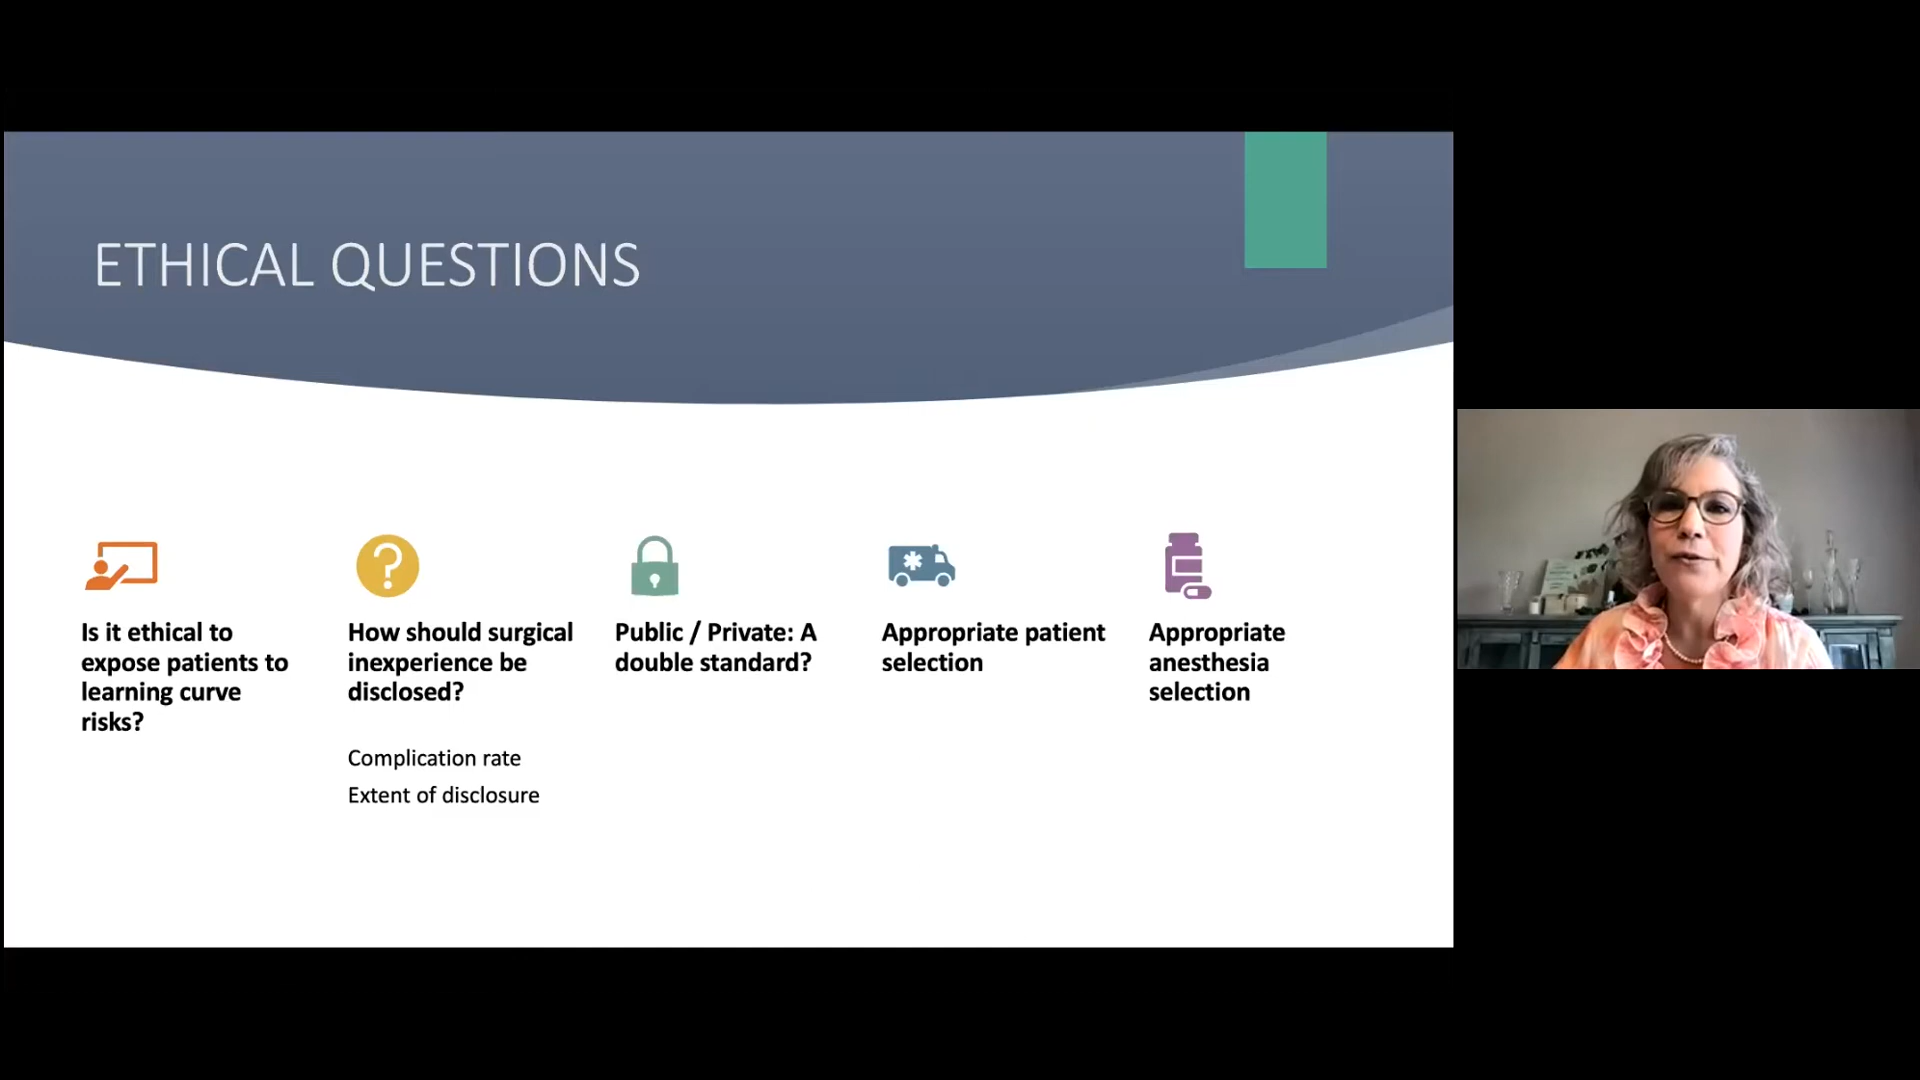 ETHICAL QUESTIONS
Is it ethical to
expose patients to
learning curve
risks?
How should surgical
inexperience be
disclosed?
Complication rate
Extent of disclosure
Public / Private: A
double standard?
Appropriate patient
selection
Appropriate
anesthesia
selection